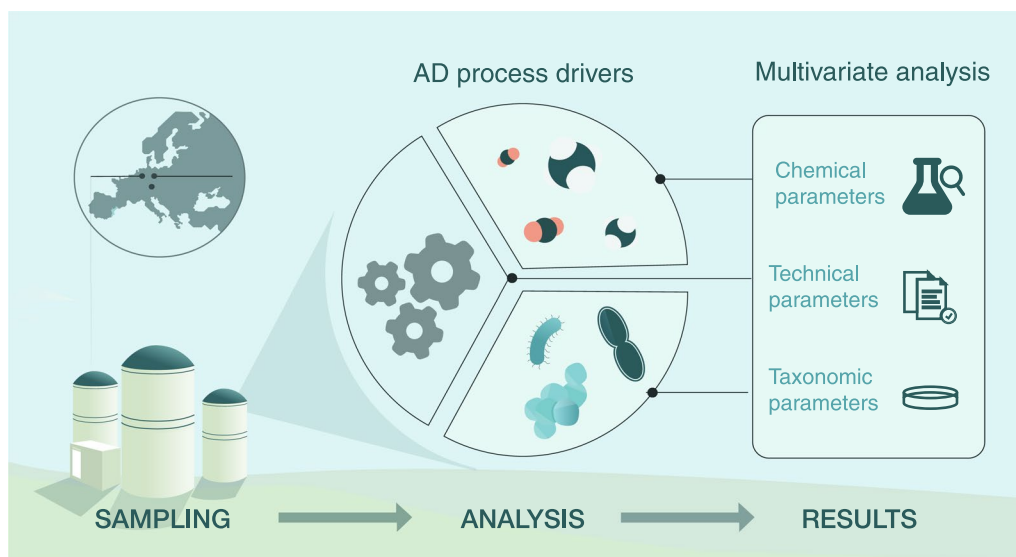 AD process drivers
Multivariate analysis
Chemical
parameters
Technical
parameters
Taxonomic
parameters
SAMPLING
ANALYSIS
RESULTS